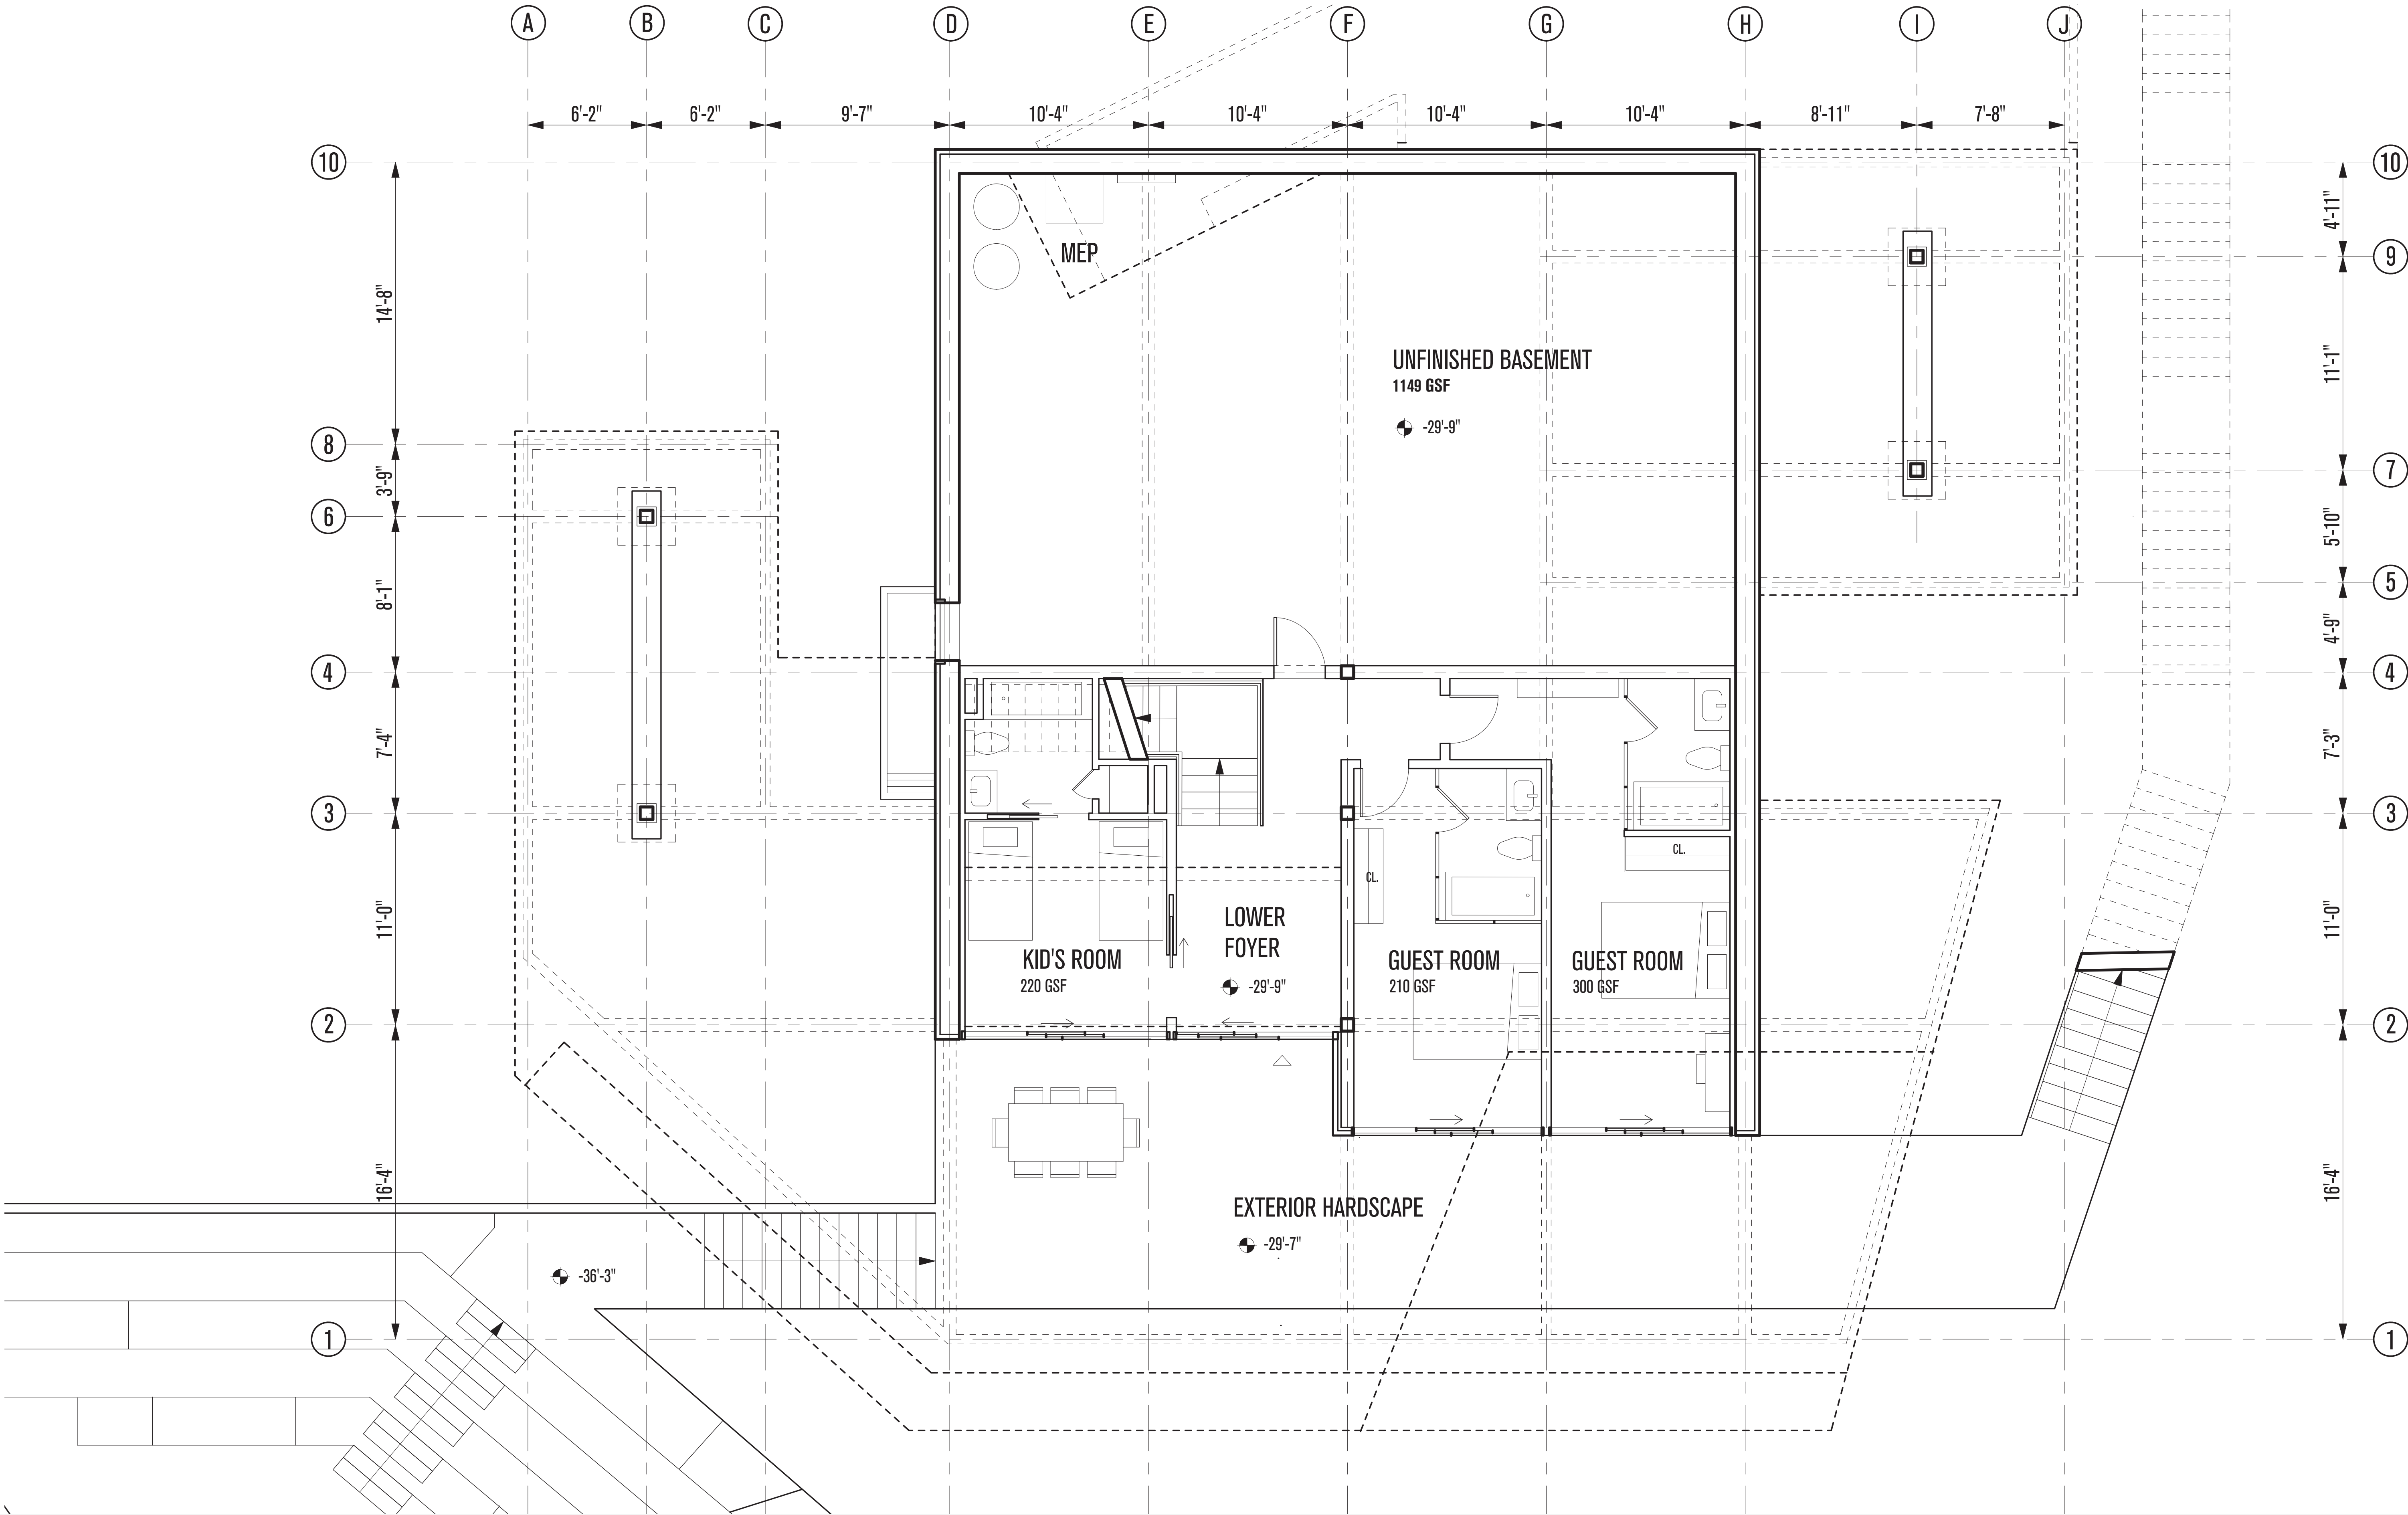 A B C D E F G H I J
6'-2" 6'-2" 9'-7" 10'-4" 10'-4" 10'-4" 10'-4" 8'-11" 7'-8"
10 10
4'-11"
MEP
9
14'-8"
11'-1"
UNFINISHED BASEMENT
1149 GSF
-29'-9"
8
7
3'-9"
6
5'-10"
5
8'-1"
4'-9"
4 4
7'-4" 7'-3"
3 3
CL.
CL.
11'-0" 11'-0"
LOWER
FOYER
KID'S ROOM
220 GSF
GUEST ROOM
210 GSF
GUEST ROOM
300 GSF
-29'-9"
2 2
16'-4" 16'-4"
EXTERIOR HARDSCAPE
-29'-7"
-36'-3"
1 1